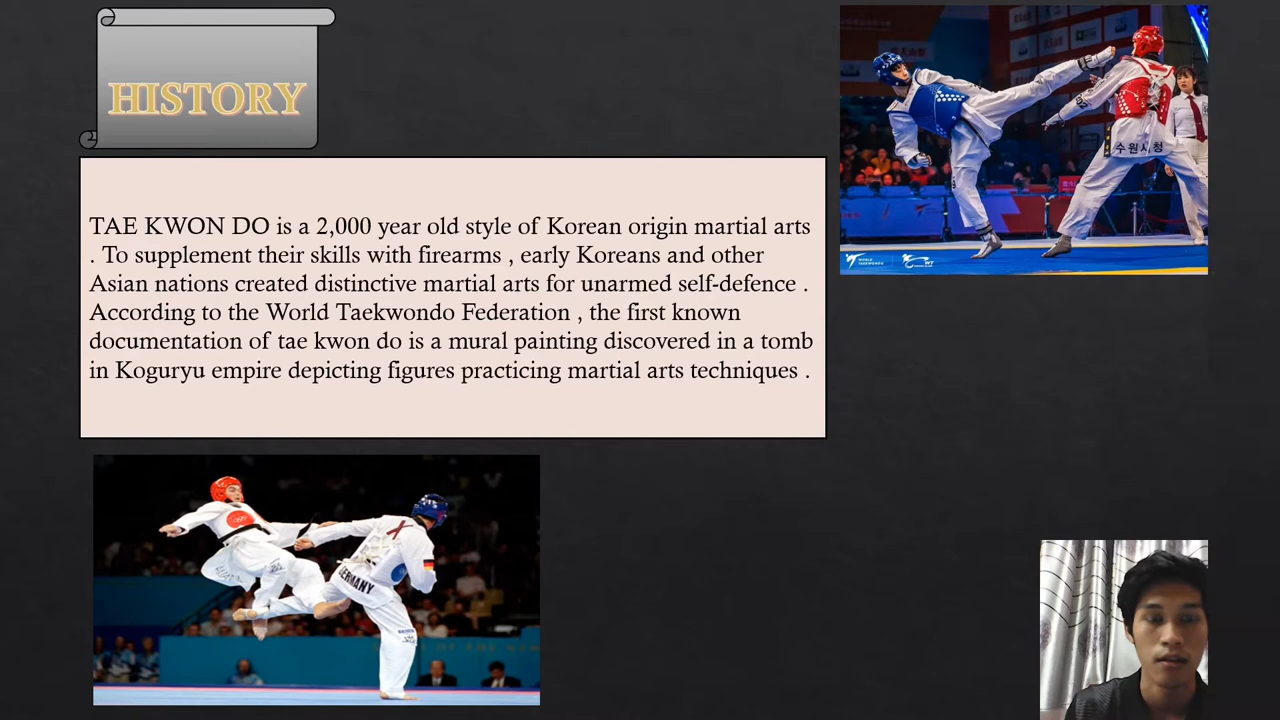 HISTORY
TAE KWON DO is a 2,000 year old style of Korean origin martial arts
. To supplement their skills with firearms , early Koreans and other
Asian nations created distinctive martial arts for unarmed self-defence .
According to the World Taekwondo Federation , the first known
documentation of tae kwon do is a mural painting discovered in a tomb
in Koguryu empire depicting figures practicing martial arts techniques .
수원시청
WORLD
TAEKWONDO
WT
GERMANY